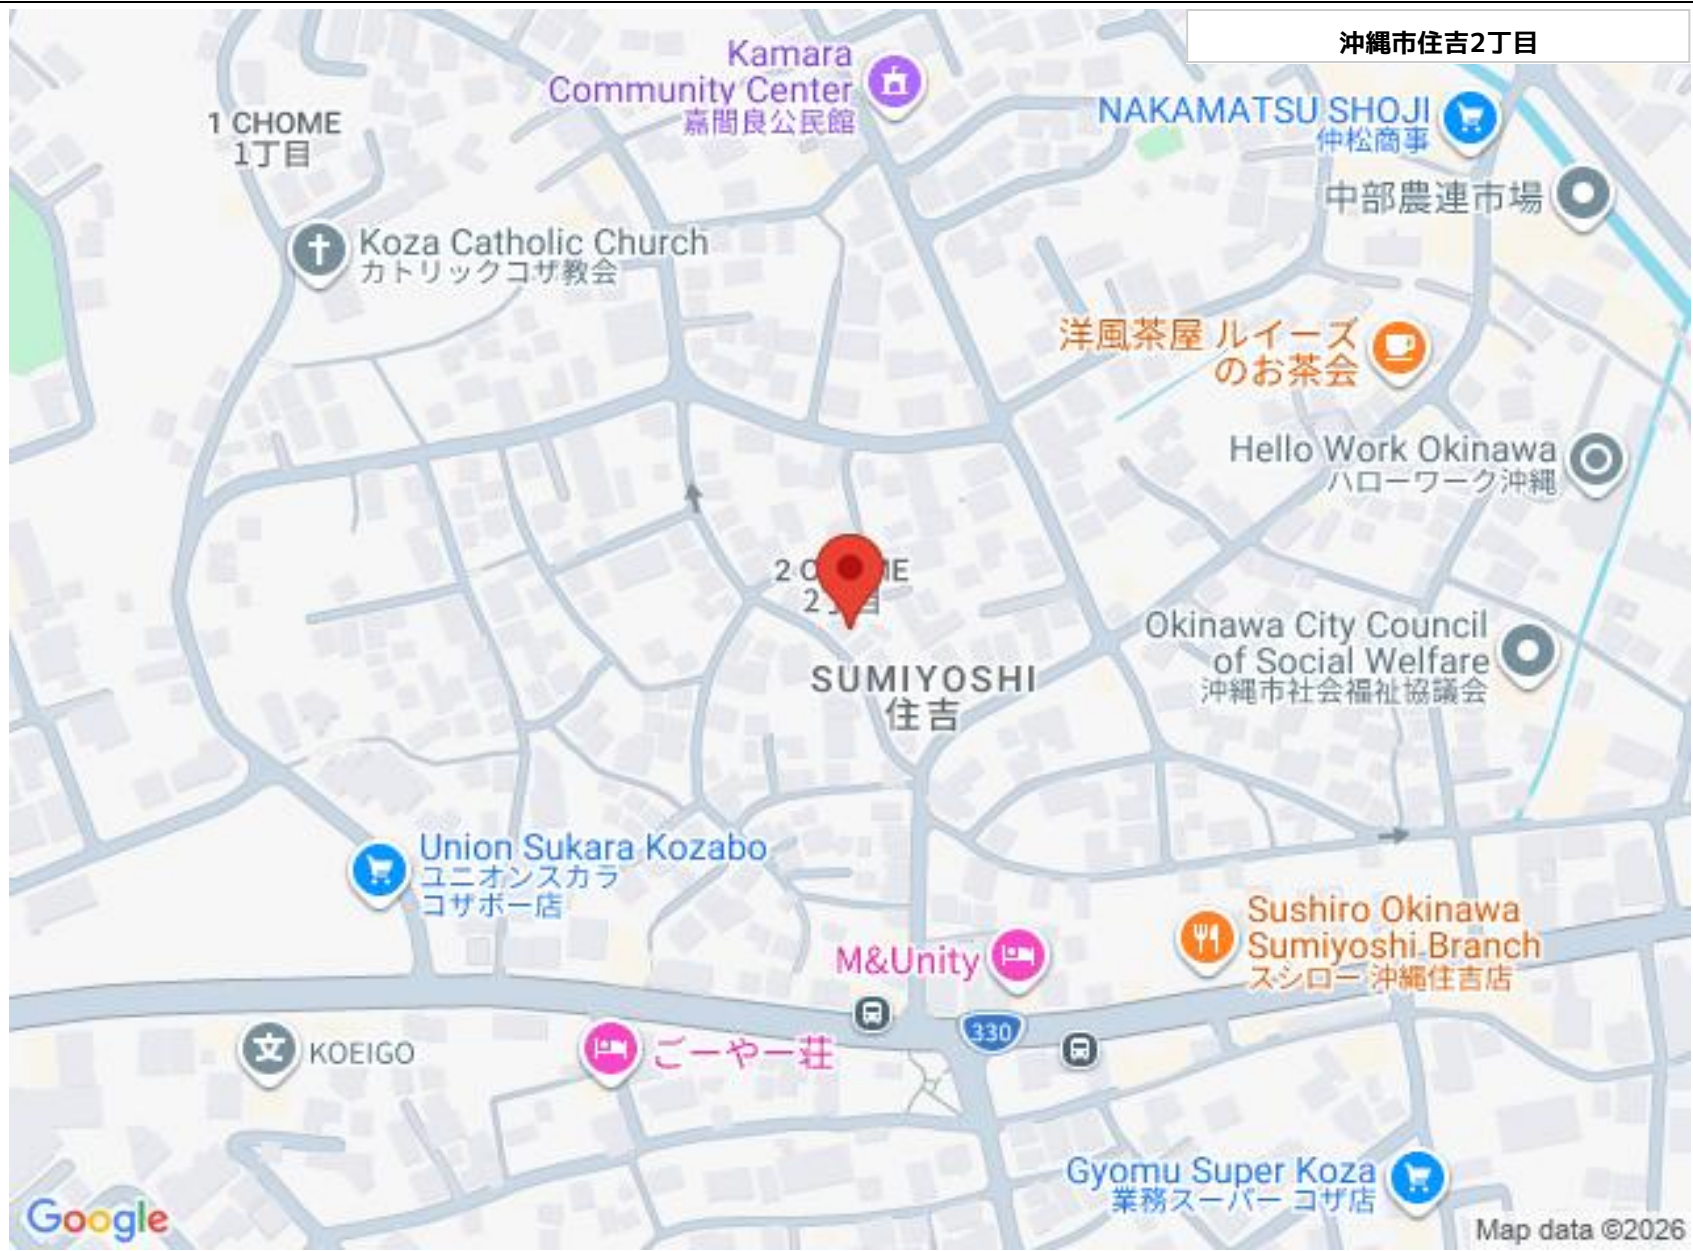 沖縄市住吉2丁目
Kamara
Community Center
嘉間良公民館
1 CHOME
1丁目
NAKAMATSU SHOJI
仲松商事
中部農連市場
Koza Catholic Church
カトリックコザ教会
洋風茶屋 ルイーズ
のお茶会
Hello Work Okinawa
ハローワーク沖縄
Okinawa City Council
of Social Welfare
沖縄市社会福祉協議会
SUMIYOSHI
住吉
Union Sukara Kozabo
ユニオンスカラ
コザボー店
Sushiro Okinawa
Sumiyoshi Branch
スシロー 沖縄住吉店
M&Unity
330
文
KOEIGO
ごーやー荘
Gyomu Super Koza
業務スーパー コザ店
Google
Map data ©2026